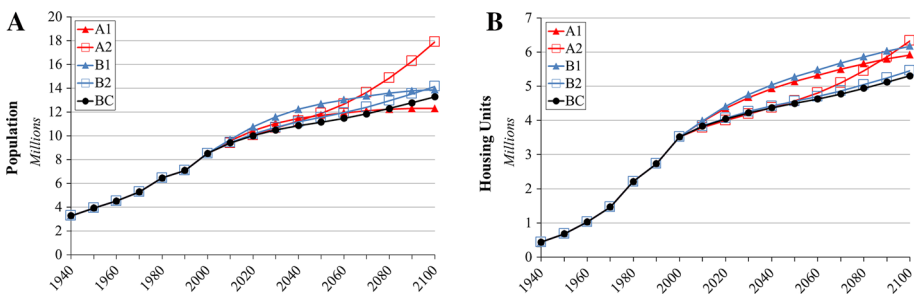 A
Population
Millions
20
18
16
14
12
10
8
6
4
2
0
A1
A2
B1
B2
BC
1940
1960
1980
2000
2020
2040
2060
2080
2100
B
Housing Units
Millions
7
6
5
4
3
2
1
0
A1
A2
B1
B2
BC
1940
1960
1980
2000
2020
2040
2060
2080
2100